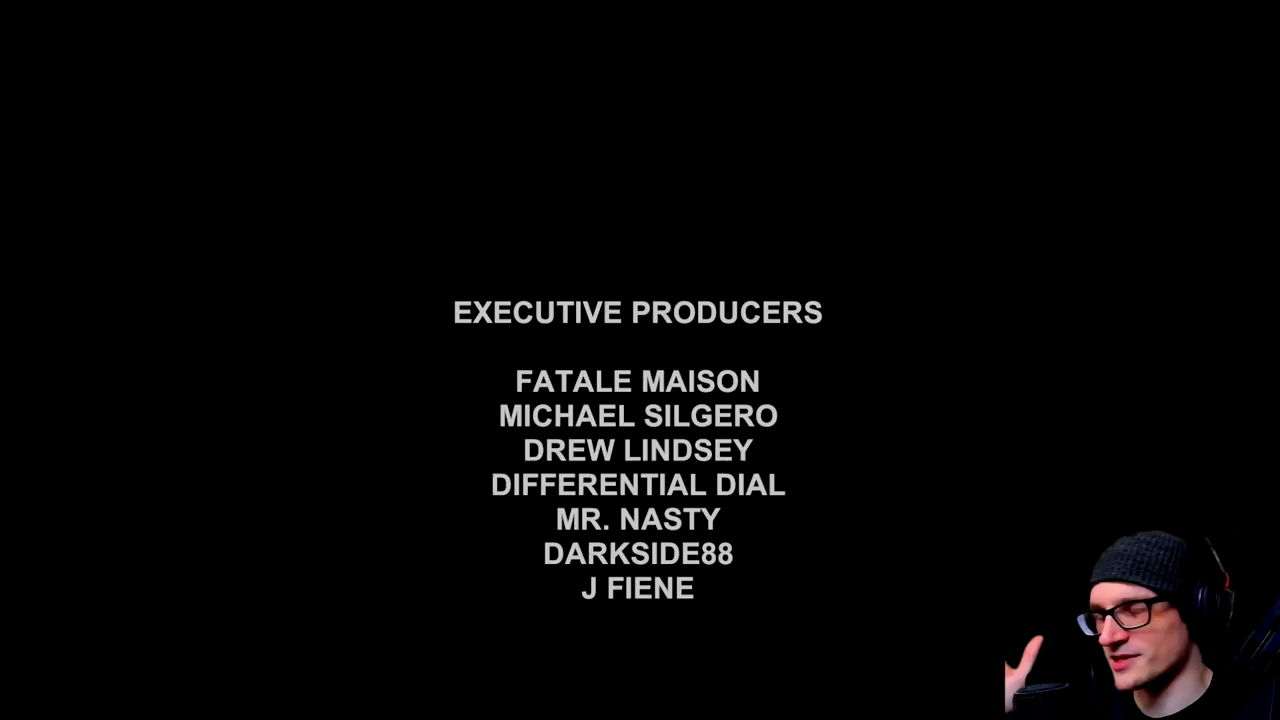 EXECUTIVE PRODUCERS
FATALE MAISON
MICHAEL SILGERO
DREW LINDSEY
DIFFERENTIAL DIAL
MR. NASTY
DARKSIDE88
J FIENE